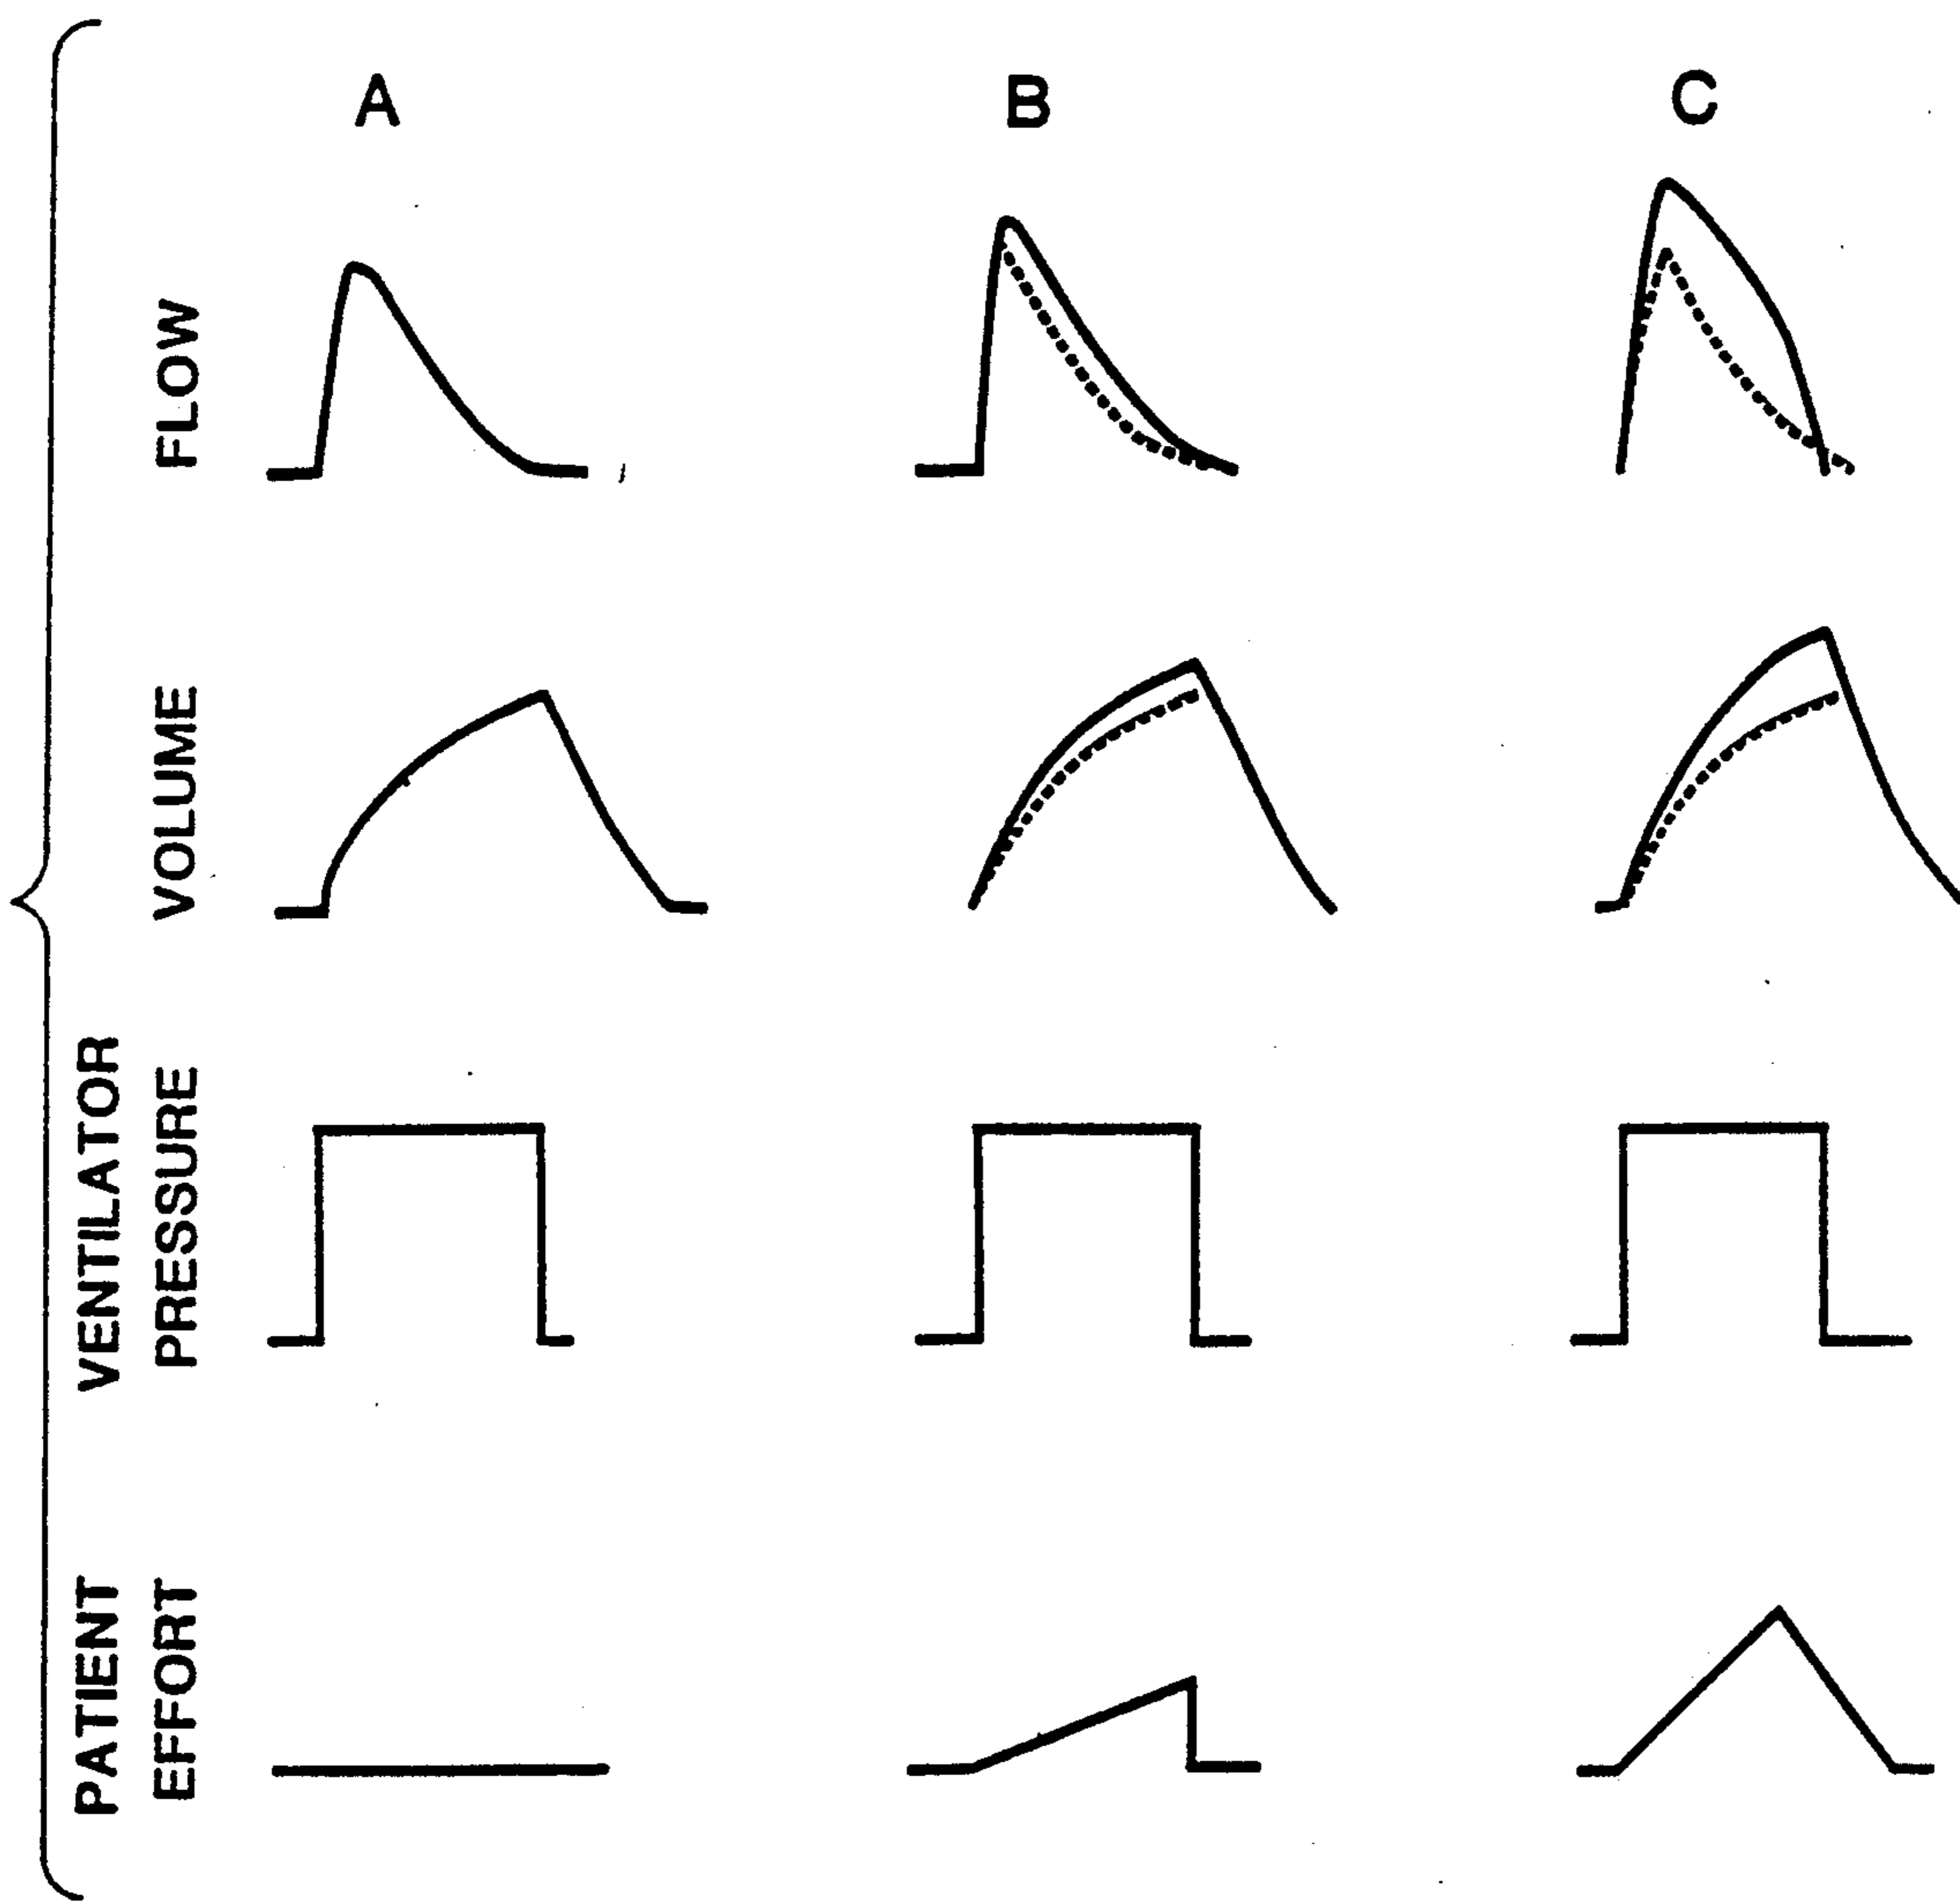 A
B
C
FLOW
VOLUME
VENTILATOR
PRESSURE
PATIENT
EFFORT